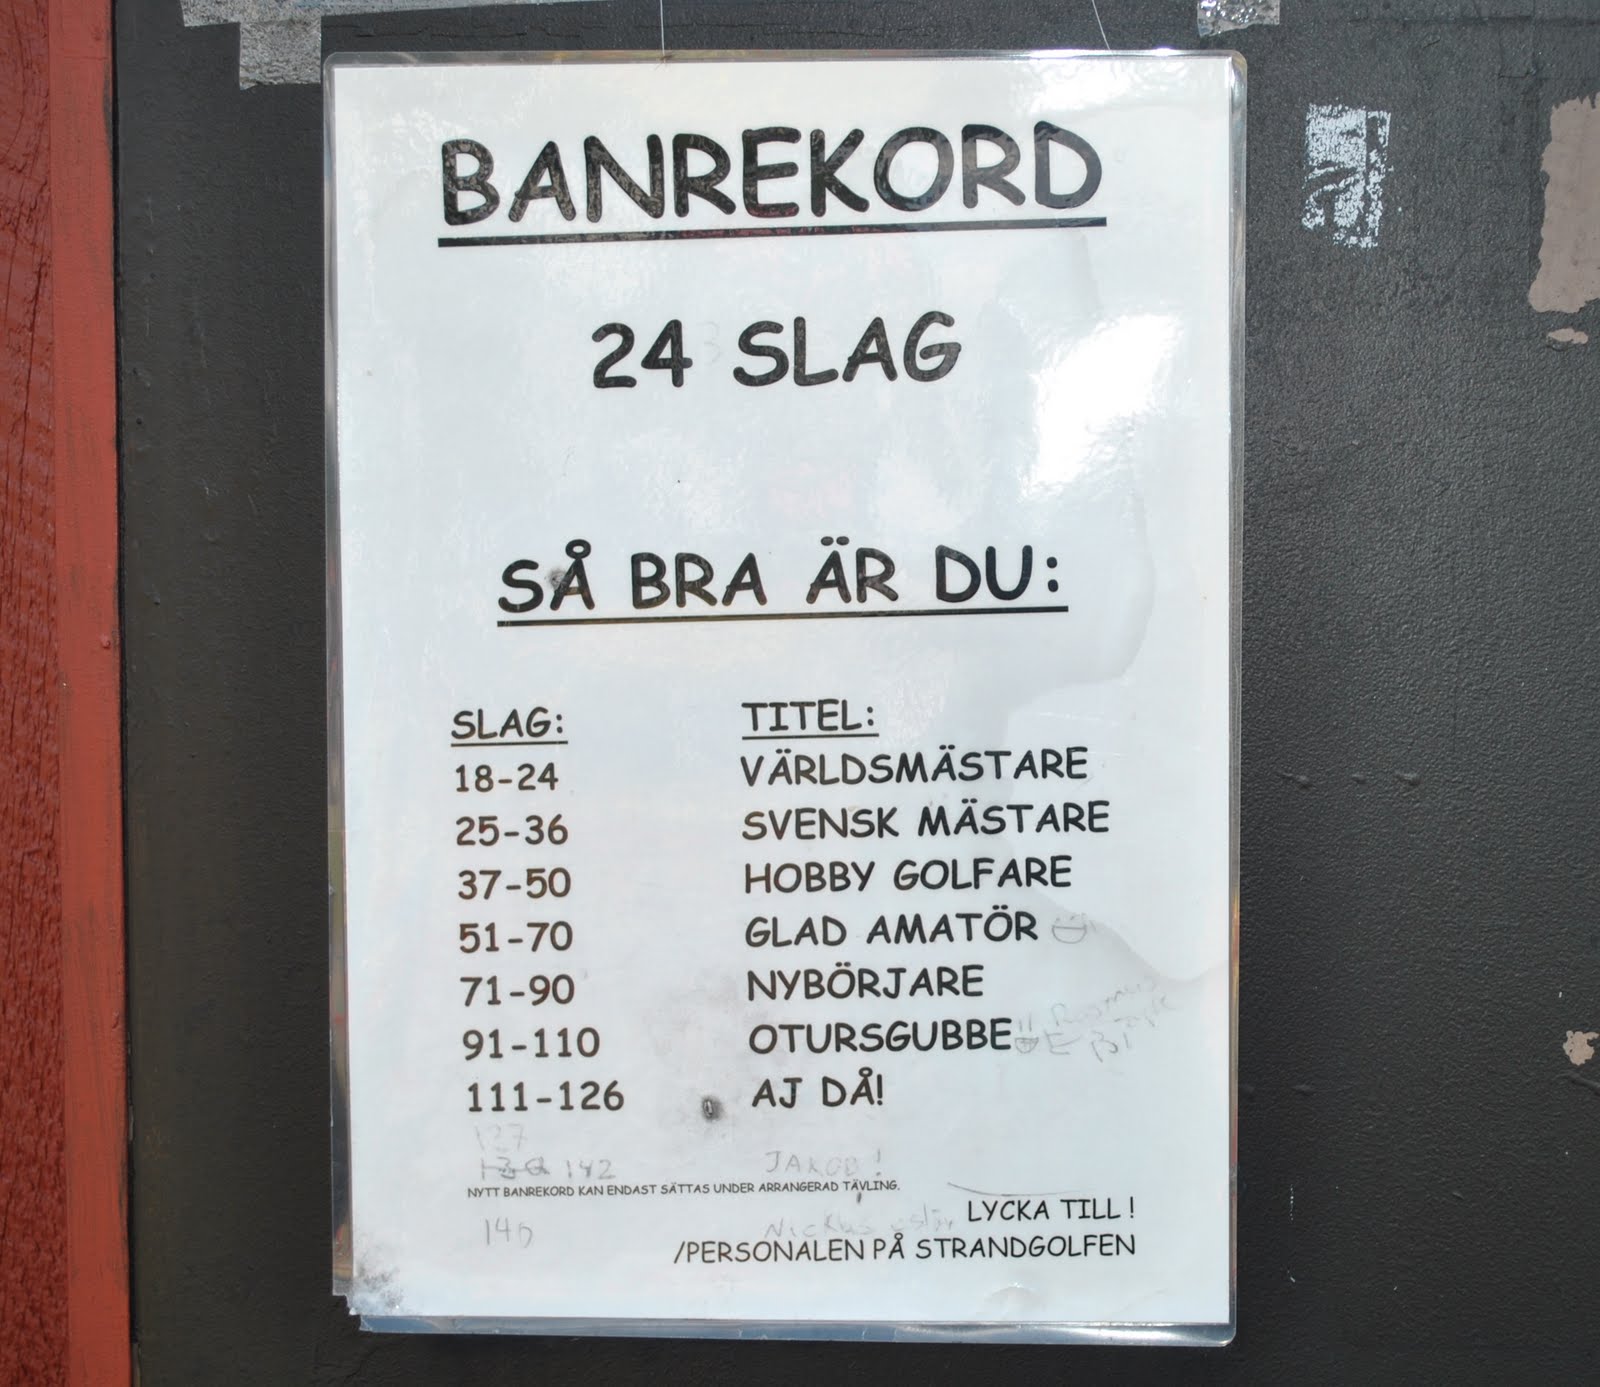 BANREKORD
24 SLAG
SÅ BRA ÄR DU:
SLAG: TITEL:
18-24 VÄRLDSMÄSTARE
25-36 SVENSK MÄSTARE
37-50 HOBBY GOLFARE
51-70 GLAD AMATÖR
71-90 NYBÖRJARE
91-110 OTURSGUBBE
111-126 AJ DÅ!
127
142 JAKOB!
NYTT BANREKORD KAN ENDAST SÄTTAS UNDER ARRANGERAD TÄVLING.
LYCKA TILL!
140
/PERSONALEN PÅ STRANDGOLFEN